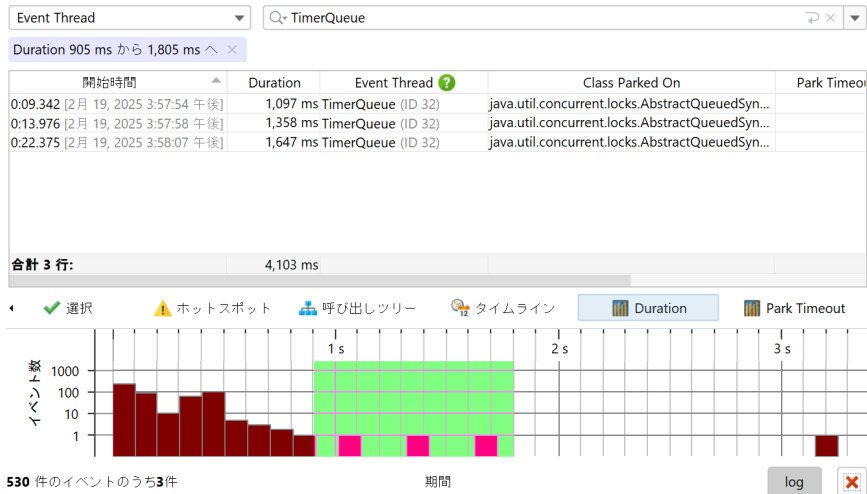 Event Thread TimerQueue
Duration 905 ms から 1,805 ms へ
開始時間 Duration Event Thread Class Parked On Park Timeou
0:09.342 [2月 19, 2025 3:57:54 午後] 1,097 ms TimerQueue (ID 32) java.util.concurrent.locks.AbstractQueuedSyn...
0:13.976 [2月 19, 2025 3:57:58 午後] 1,358 ms TimerQueue (ID 32) java.util.concurrent.locks.AbstractQueuedSyn...
0:22.375 [2月 19, 2025 3:58:07 午後] 1,647 ms TimerQueue (ID 32) java.util.concurrent.locks.AbstractQueuedSyn...
合計 3 行: 4,103 ms
選択 ホットスポット 呼び出しツリー タイムライン Duration Park Timeout
1 s 2 s 3 s
イベント数
1000
100
10
1
530 件のイベントのうち3件 期間 log